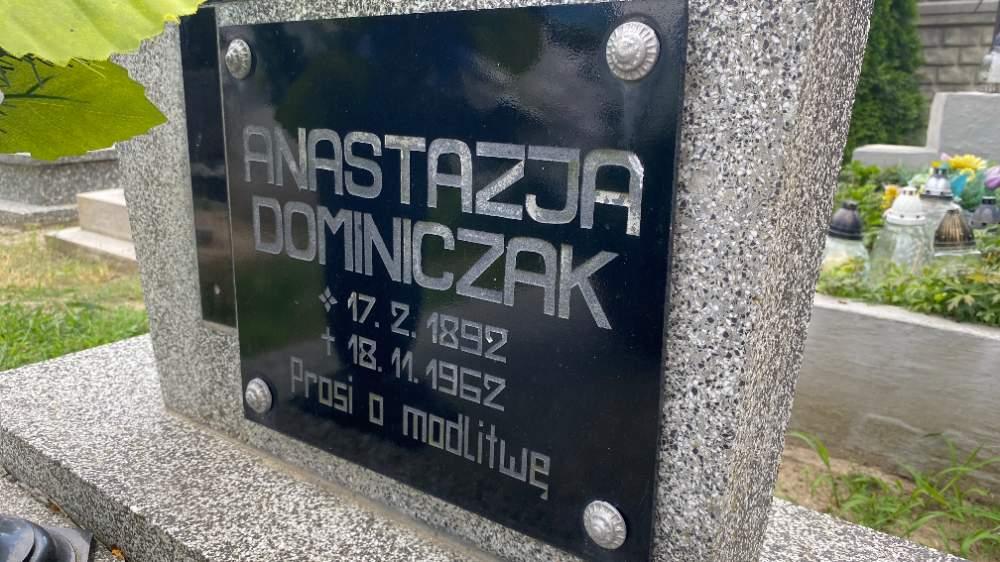 ANASTAZJA
DOMINICZAK
17.2.1892
✝ 18.11.1962
Prosi o modlitwę